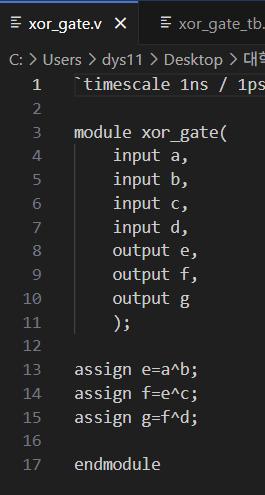 xor_gate.v xor_gate_tb.
C: > Users > dys11 > Desktop > 대학
1 `timescale 1ns / 1ps
2
3 module xor_gate(
4 input a,
5 input b,
6 input c,
7 input d,
8 output e,
9 output f,
10 output g
11 );
12
13 assign e=a^b;
14 assign f=e^c;
15 assign g=f^d;
16
17 endmodule